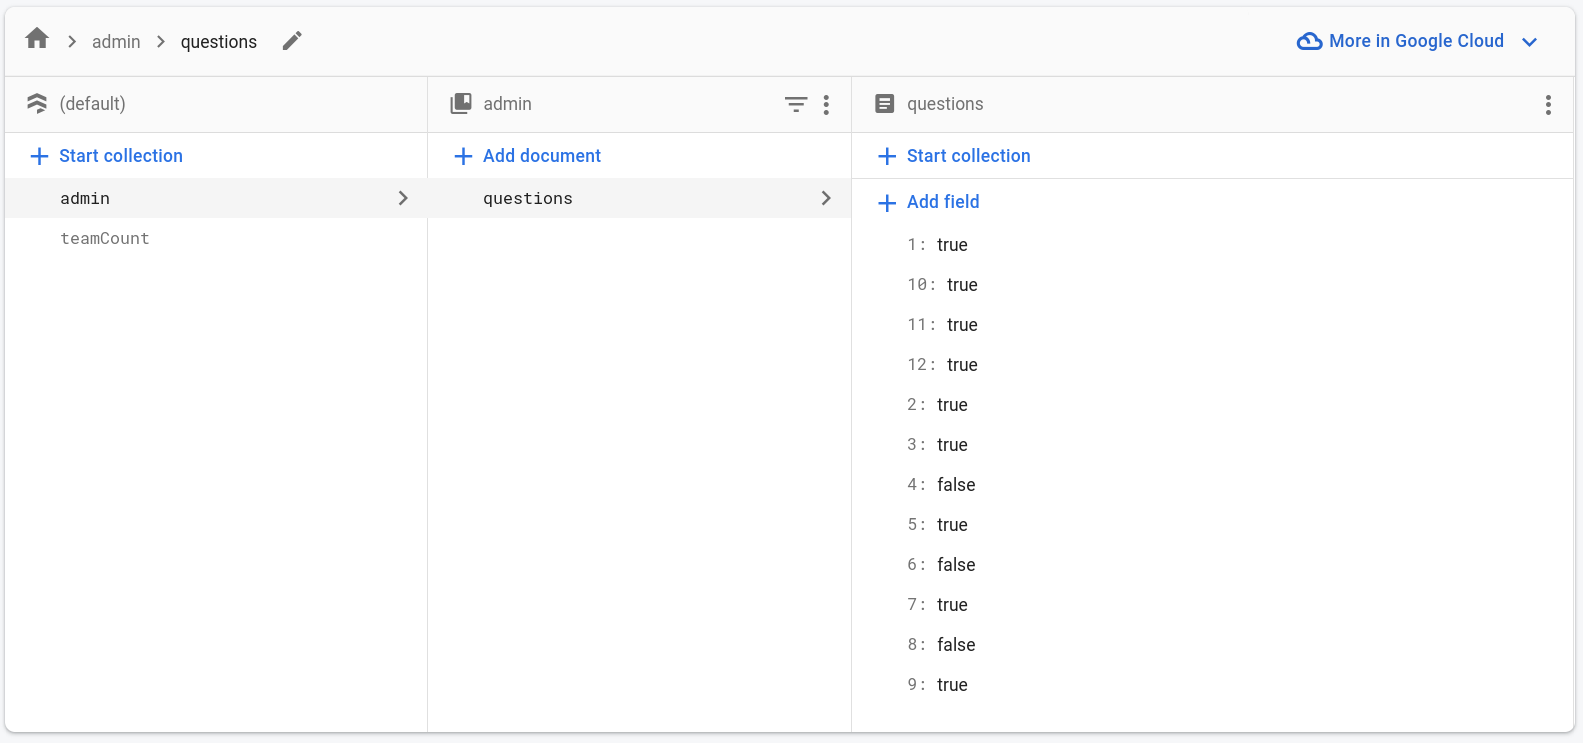 admin questions More in Google Cloud
(default) admin questions
Start collection Add document Start collection
admin questions Add field
teamCount
1: true
10: true
11: true
12: true
2: true
3: true
4: false
5: true
6: false
7: true
8: false
9: true